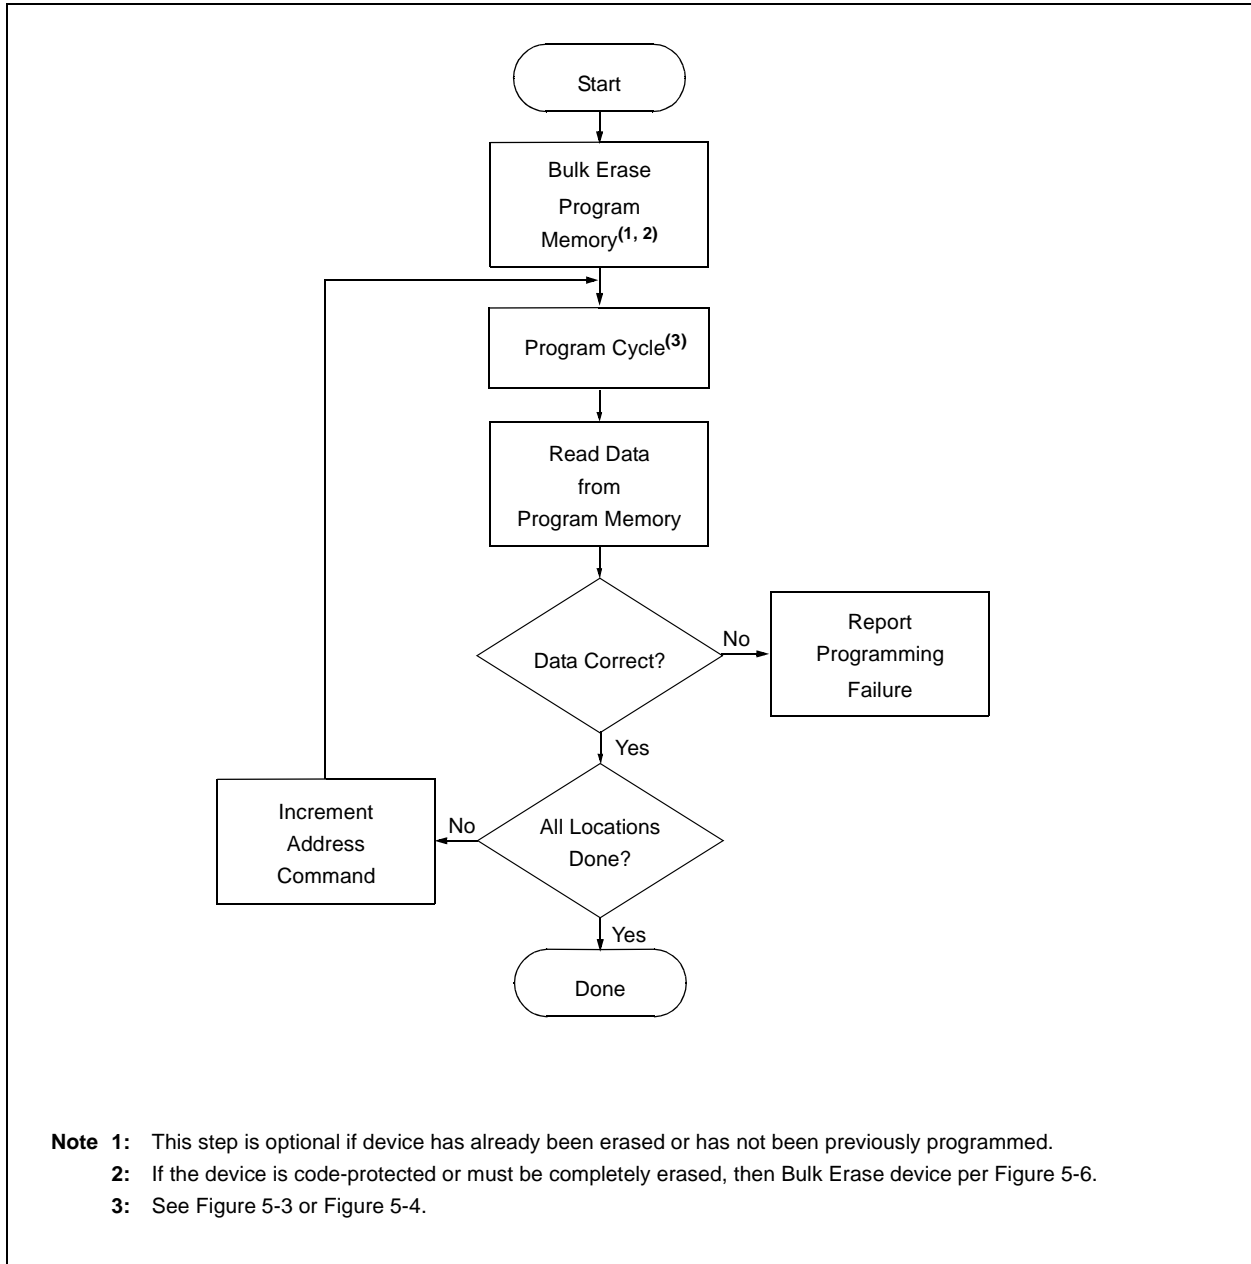 Start
Bulk Erase
Program
Memory(1, 2)
Program Cycle(3)
Read Data
from
Program Memory
Data Correct?
No
Report
Programming
Failure
Yes
All Locations
Done?
No
Increment
Address
Command
Yes
Done
Note 1: This step is optional if device has already been erased or has not been previously programmed.
2: If the device is code-protected or must be completely erased, then Bulk Erase device per Figure 5-6.
3: See Figure 5-3 or Figure 5-4.